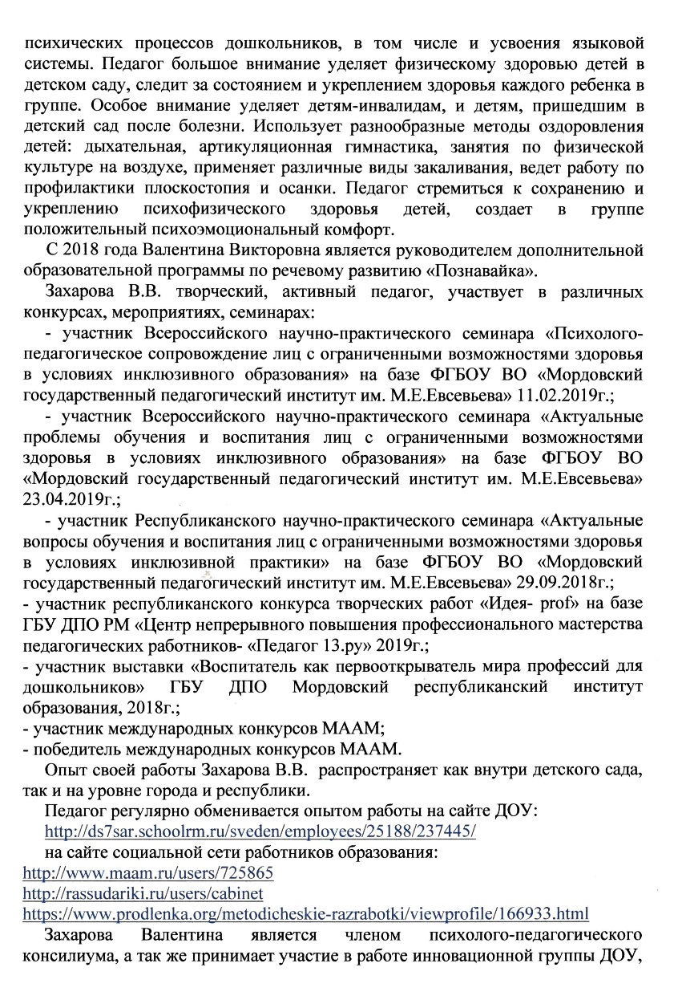 психических процессов дошкольников, в том числе и усвоения языковой
системы. Педагог большое внимание уделяет физическому здоровью детей в
детском саду, следит за состоянием и укреплением здоровья каждого ребенка в
группе. Особое внимание уделяет детям-инвалидам, и детям, пришедшим в
детский сад после болезни. Использует разнообразные методы оздоровления
детей: дыхательная, артикуляционная гимнастика, занятия по физической
культуре на воздухе, применяет различные виды закаливания, ведет работу по
профилактики плоскостопия и осанки. Педагог стремиться к сохранению и
укреплению психофизического здоровья детей, создает в группе
положительный психоэмоциональный комфорт.
С 2018 года Валентина Викторовна является руководителем дополнительной
образовательной программы по речевому развитию «Познавайка».
Захарова В.В. творческий, активный педагог, участвует в различных
конкурсах, мероприятиях, семинарах:
- участник Всероссийского научно-практического семинара «Психолого-
педагогическое сопровождение лиц с ограниченными возможностями здоровья
в условиях инклюзивного образования» на базе ФГБОУ ВО «Мордовский
государственный педагогический институт им. М.Е.Евсевьева» 11.02.2019г.;
- участник Всероссийского научно-практического семинара «Актуальные
проблемы обучения и воспитания лиц с ограниченными возможностями
здоровья в условиях инклюзивного образования» на базе ФГБОУ ВО
«Мордовский государственный педагогический институт им. М.Е.Евсевьева»
23.04.2019г.;
- участник Республиканского научно-практического семинара «Актуальные
вопросы обучения и воспитания лиц с ограниченными возможностями здоровья
в условиях инклюзивной практики» на базе ФГБОУ ВО «Мордовский
государственный педагогический институт им. М.Е.Евсевьева» 29.09.2018г.;
- участник республиканского конкурса творческих работ «Идея- prof» на базе
ГБУ ДПО РМ «Центр непрерывного повышения профессионального мастерства
педагогических работников- «Педагог 13.ру» 2019г.;
- участник выставки «Воспитатель как первооткрыватель мира профессий для
дошкольников» ГБУ ДПО Мордовский республиканский институт
образования, 2018г.;
- участник международных конкурсов МААМ;
- победитель международных конкурсов МААМ.
Опыт своей работы Захарова В.В. распространяет как внутри детского сада,
так и на уровне города и республики.
Педагог регулярно обменивается опытом работы на сайте ДОУ:
http://ds7sar.schoolrm.ru/sveden/employees/25188/237445/
на сайте социальной сети работников образования:
http://www.maam.ru/users/725865
http://rassudariki.ru/users/cabinet
https://www.prodlenka.org/metodicheskie-razrabotki/viewprofile/166933.html
Захарова Валентина является членом психолого-педагогического
консилиума, а так же принимает участие в работе инновационной группы ДОУ,